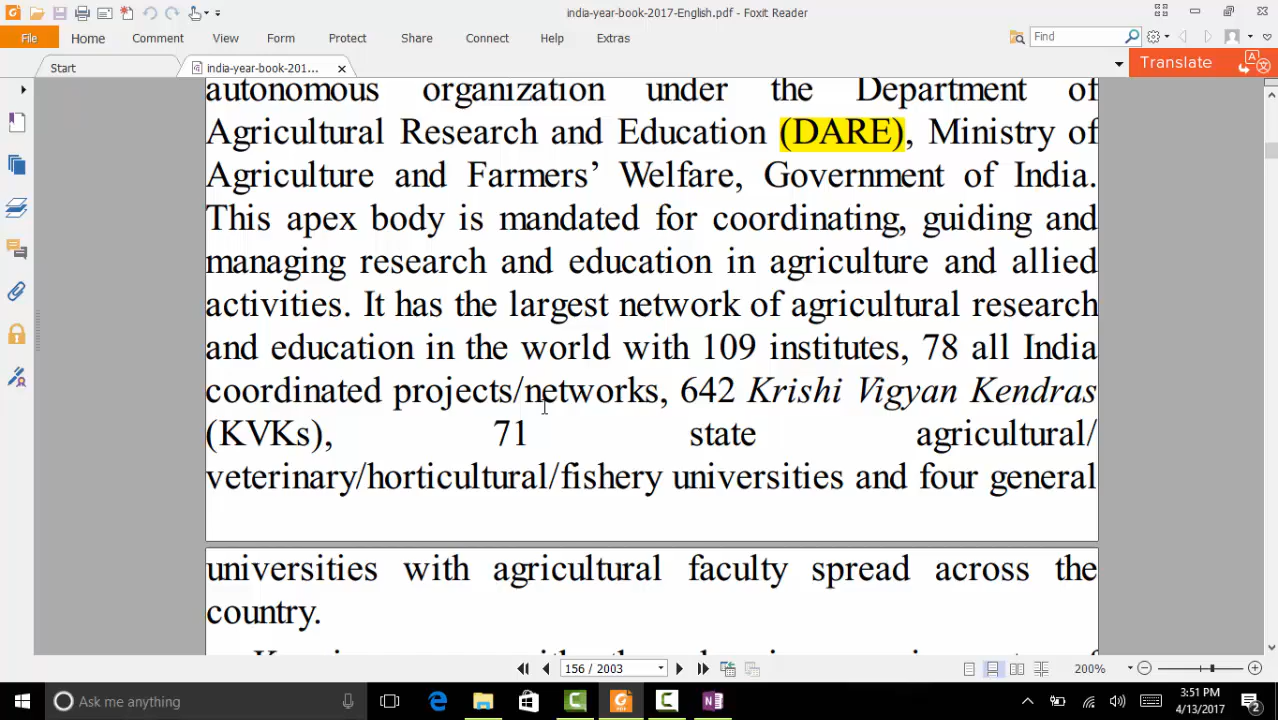 india-year-book-2017-English.pdf - Foxit Reader
File Home Comment View Form Protect Share Connect Help Extras Find
Start india-year-book-201... Translate
autonomous organization under the Department of
Agricultural Research and Education (DARE), Ministry of
Agriculture and Farmers’ Welfare, Government of India.
This apex body is mandated for coordinating, guiding and
managing research and education in agriculture and allied
activities. It has the largest network of agricultural research
and education in the world with 109 institutes, 78 all India
coordinated projects/networks, 642 Krishi Vigyan Kendras
(KVKs), 71 state agricultural/
veterinary/horticultural/fishery universities and four general
universities with agricultural faculty spread across the
country.
156 / 2003 200%
Ask me anything
3:51 PM
4/13/2017
2